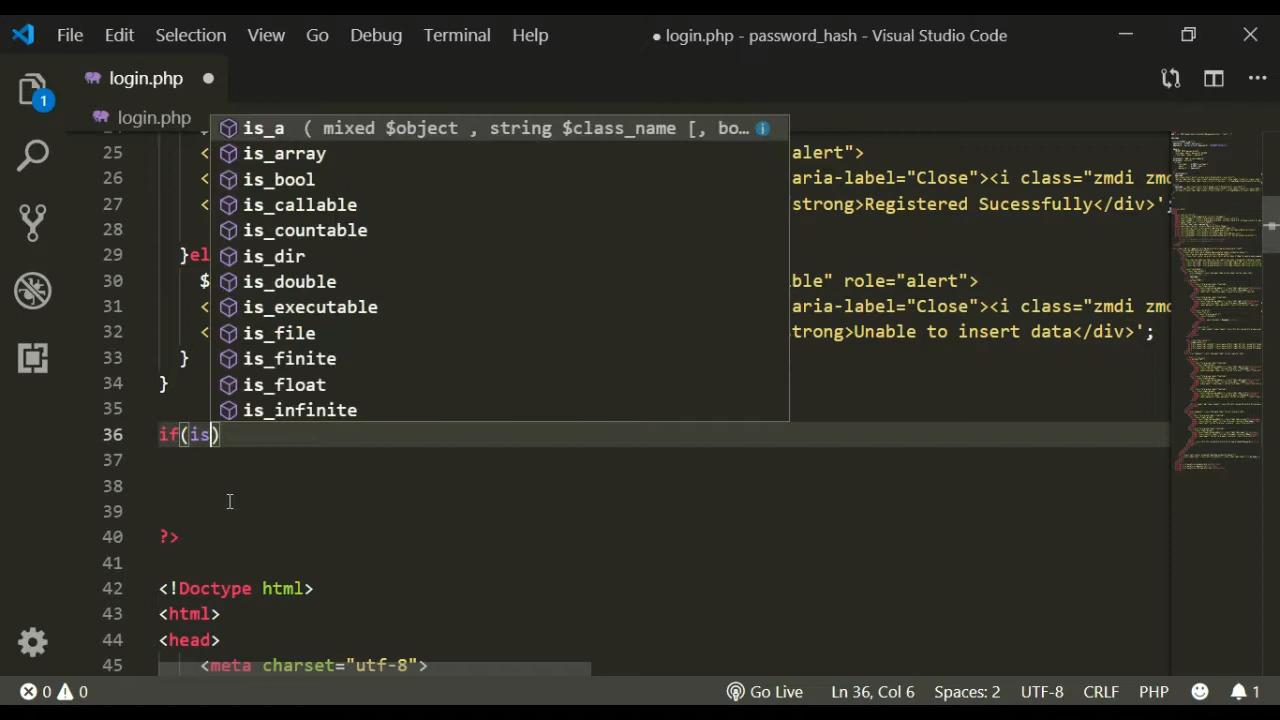 File Edit Selection View Go Debug Terminal Help ● login.php - password_hash - Visual Studio Code
login.php ●
1
login.php
is_a ( mixed $object , string $class_name [, bo…
25 < is_array alert">
26 < is_bool aria-label="Close"><i class="zmdi zmd
27 < is_callable strong>Registered Sucessfully</div>';
28 is_countable
29 }el is_dir
30 $ is_double ble" role="alert">
31 < is_executable aria-label="Close"><i class="zmdi zmd
32 < is_file strong>Unable to insert data</div>';
33 } is_finite
34 } is_float
35 is_infinite
36 if(is)
37
38
39
40 ?>
41
42 <!Doctype html>
43 <html>
44 <head>
45 <meta charset="utf-8">
0 0 Go Live Ln 36, Col 6 Spaces: 2 UTF-8 CRLF PHP 1